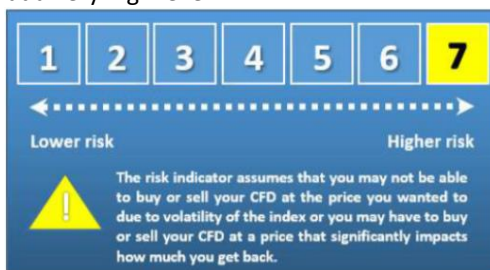 1 2 3 4 5 6 7
Lower risk Higher risk
! The risk indicator assumes that you may not be able
to buy or sell your CFD at the price you wanted to
due to volatility of the index or you may have to buy
or sell your CFD at a price that significantly impacts
how much you get back.